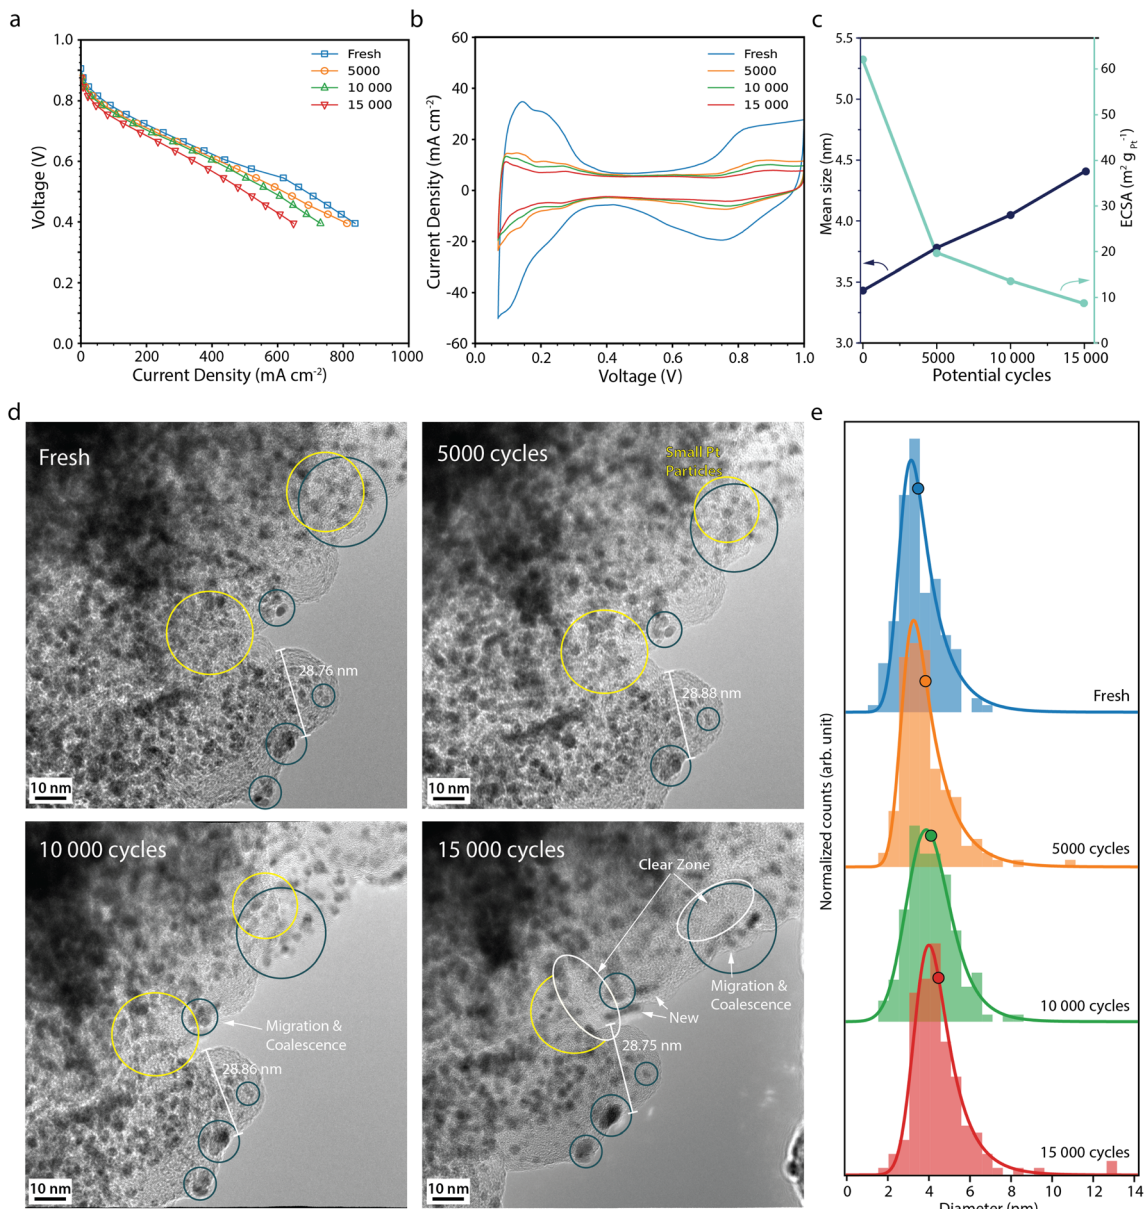 a
1.0
0.8
0.6
0.4
0.2
0.0
Voltage (V)
0
200
400
600
800
1000
Current Density (mA cm-2)
Fresh
5000
10 000
15 000
b
60
40
20
0
-20
-40
-60
Current Density (mA cm-2)
0.0
0.2
0.4
0.6
0.8
1.0
Voltage (V)
Fresh
5000
10 000
15 000
c
5.5
5.0
4.5
4.0
3.5
3.0
Mean size (nm)
60
50
40
30
20
10
0
ECSA (m2 g Pt-1)
0
5000
10 000
15 000
Potential cycles
d
Fresh
28.76 nm
10 nm
5000 cycles
Small Pt
Particles
28.88 nm
10 nm
10 000 cycles
Migration &
Coalescence
28.86 nm
10 nm
15 000 cycles
Clear Zone
Migration &
Coalescence
New
28.75 nm
10 nm
e
Normalized counts (arb. unit)
Fresh
5000 cycles
10 000 cycles
15 000 cycles
0
2
4
6
8
10
12
14
Diameter (nm)